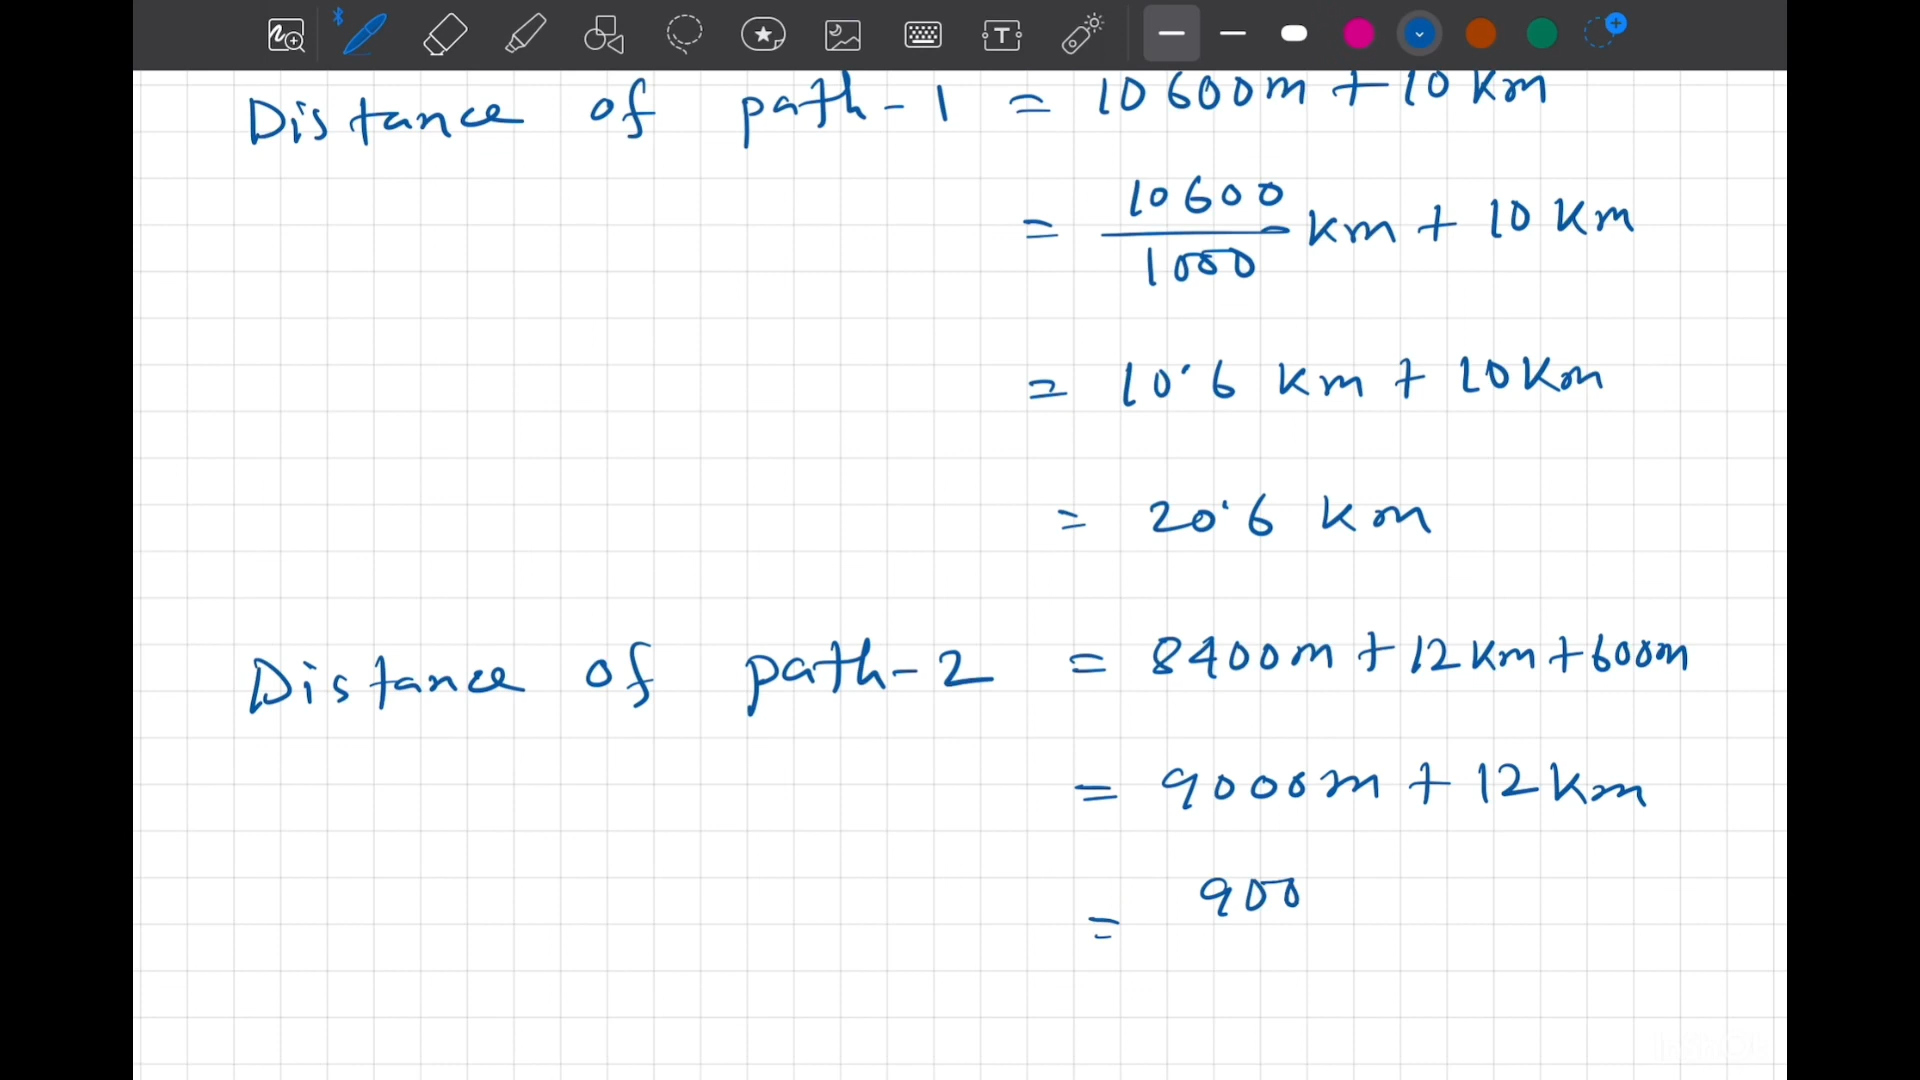 Distance of path-1 = 10600m + 10 Km
= 10600/1000 km + 10 Km
= 10.6 km + 10 Km
= 20.6 km
Distance of path-2 = 8400m + 12 Km + 600m
= 9000m + 12 Km
= 900